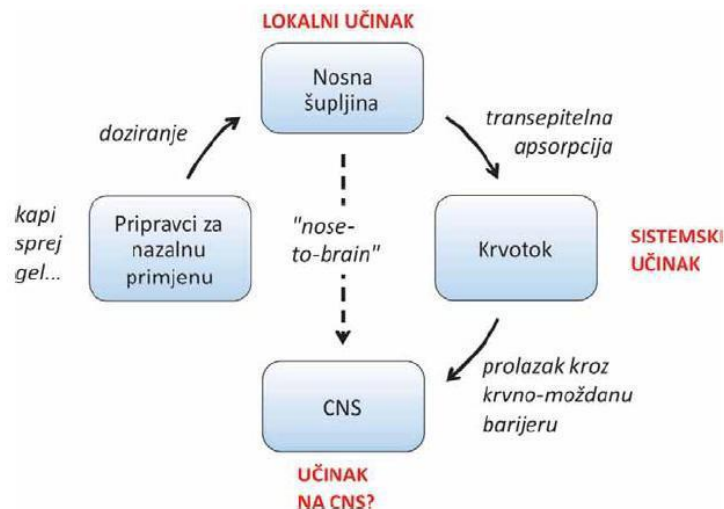 LOKALNI UČINAK
Nosna
šupljina
doziranje
transepitelna
apsorpcija
kapi
sprej
gel...
Pripravci za
nazalnu
primjenu
"nose-
to-brain"
Krvotok
SISTEMSKI
UČINAK
prolazak kroz
krvno-moždanu
barijeru
CNS
UČINAK
NA CNS?